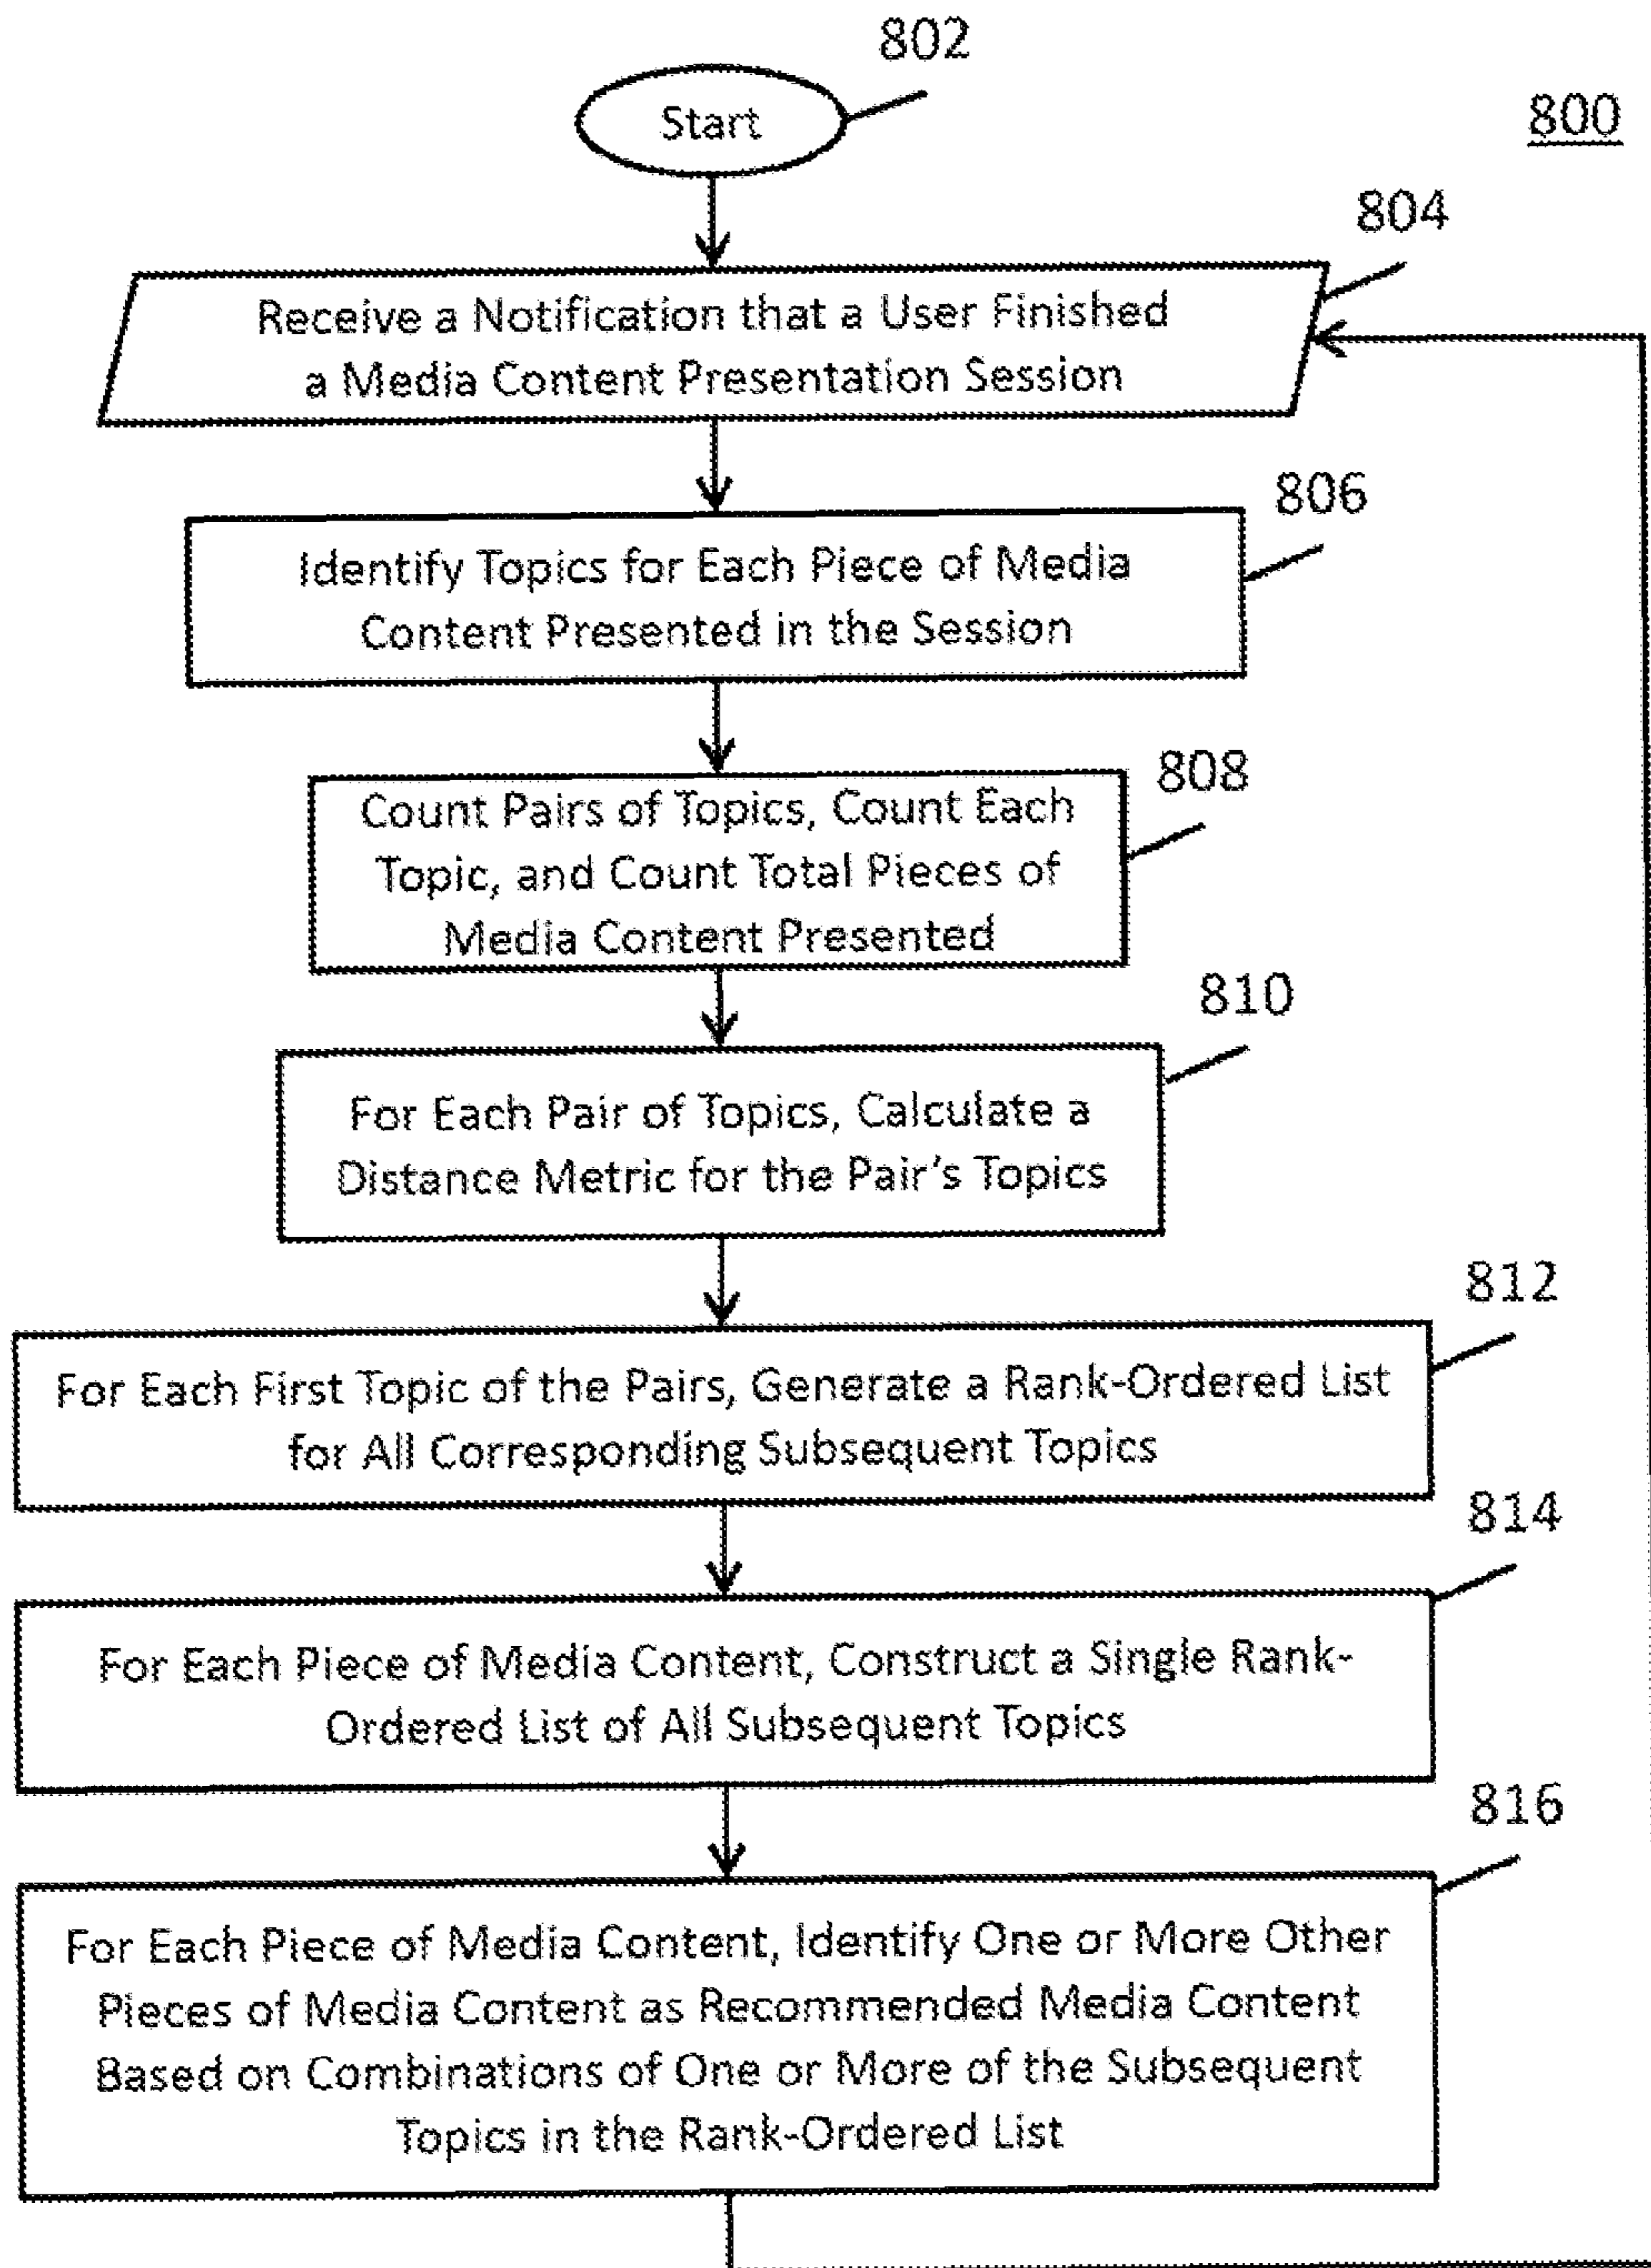 802
Start
800
804
Receive a Notification that a User Finished
a Media Content Presentation Session
806
Identify Topics for Each Piece of Media
Content Presented in the Session
808
Count Pairs of Topics, Count Each
Topic, and Count Total Pieces of
Media Content Presented
810
For Each Pair of Topics, Calculate a
Distance Metric for the Pair's Topics
812
For Each First Topic of the Pairs, Generate a Rank-Ordered List
for All Corresponding Subsequent Topics
814
For Each Piece of Media Content, Construct a Single Rank-
Ordered List of All Subsequent Topics
816
For Each Piece of Media Content, Identify One or More Other
Pieces of Media Content as Recommended Media Content
Based on Combinations of One or More of the Subsequent
Topics in the Rank-Ordered List